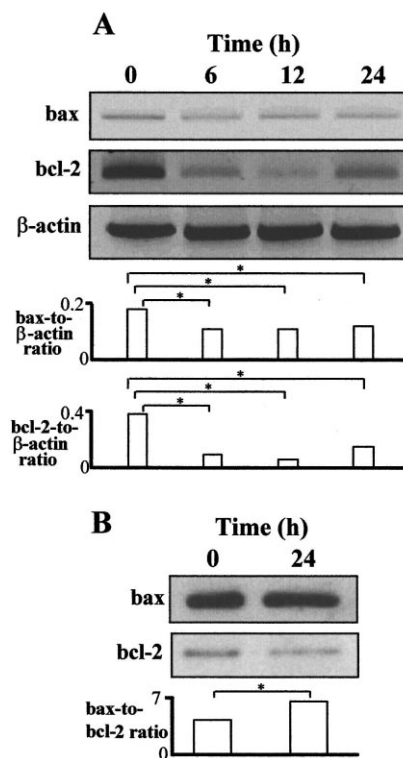 A
Time (h)
0 6 12 24
bax
bcl-2
β-actin
*
*
*
0.2
bax-to-
β-actin
ratio
0
*
*
*
0.4
bcl-2-to-
β-actin
ratio
0
B
Time (h)
0 24
bax
bcl-2
*
7
bax-to-
bcl-2 ratio
0